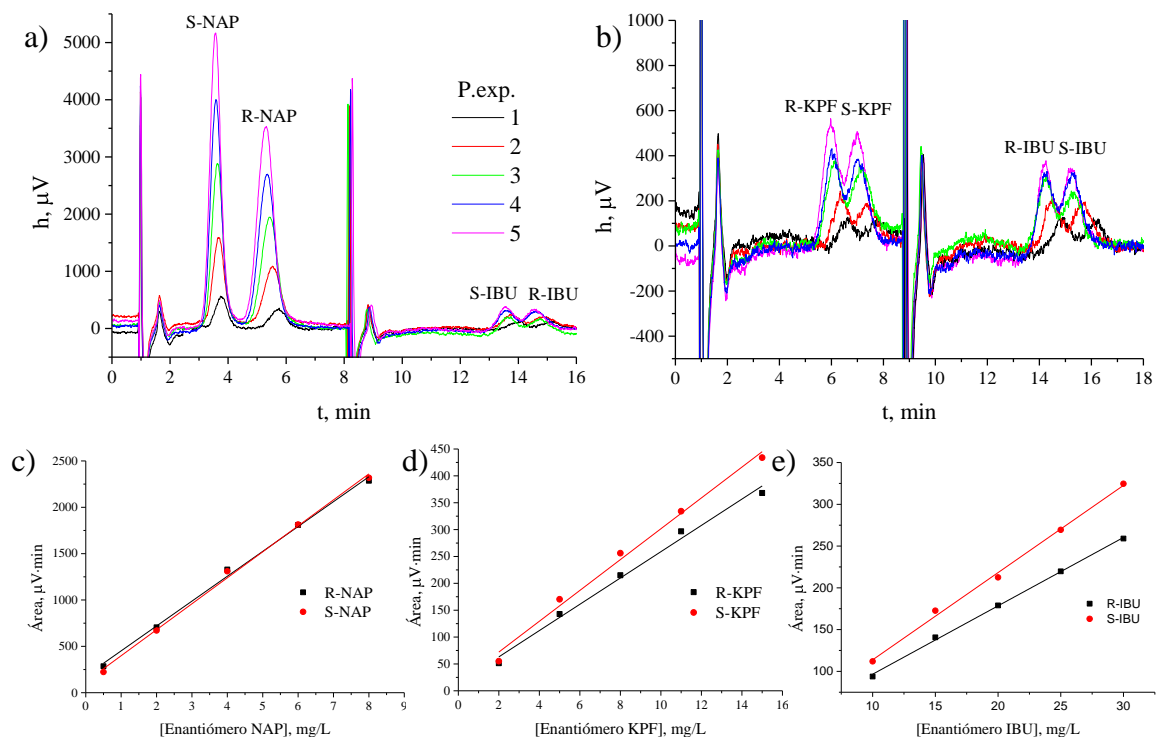 a)
S-NAP
R-NAP
P.exp.
1
2
3
4
5
S-IBU R-IBU
h, µV
5000
4000
3000
2000
1000
0
0 2 4 6 8 10 12 14 16
t, min
b)
R-KPF S-KPF
R-IBU S-IBU
h, µV
1000
800
600
400
200
0
-200
-400
0 2 4 6 8 10 12 14 16 18
t, min
c)
Área, µV·min
2500
2000
1500
1000
500
0
R-NAP
S-NAP
0 1 2 3 4 5 6 7 8 9
[Enantiómero NAP], mg/L
d)
Área, µV·min
450
400
350
300
250
200
150
100
50
0
R-KPF
S-KPF
0 2 4 6 8 10 12 14 16
[Enantiómero KPF], mg/L
e)
Área, µV·min
350
300
250
200
150
100
R-IBU
S-IBU
10 15 20 25 30
[Enantiómero IBU], mg/L